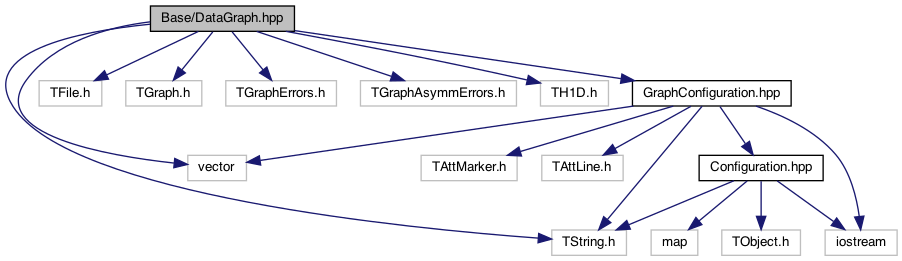 Base/DataGraph.hpp
TFile.h
TGraph.h
TGraphErrors.h
TGraphAsymmErrors.h
TH1D.h
GraphConfiguration.hpp
vector
TAttMarker.h
TAttLine.h
Configuration.hpp
TString.h
map
TObject.h
iostream